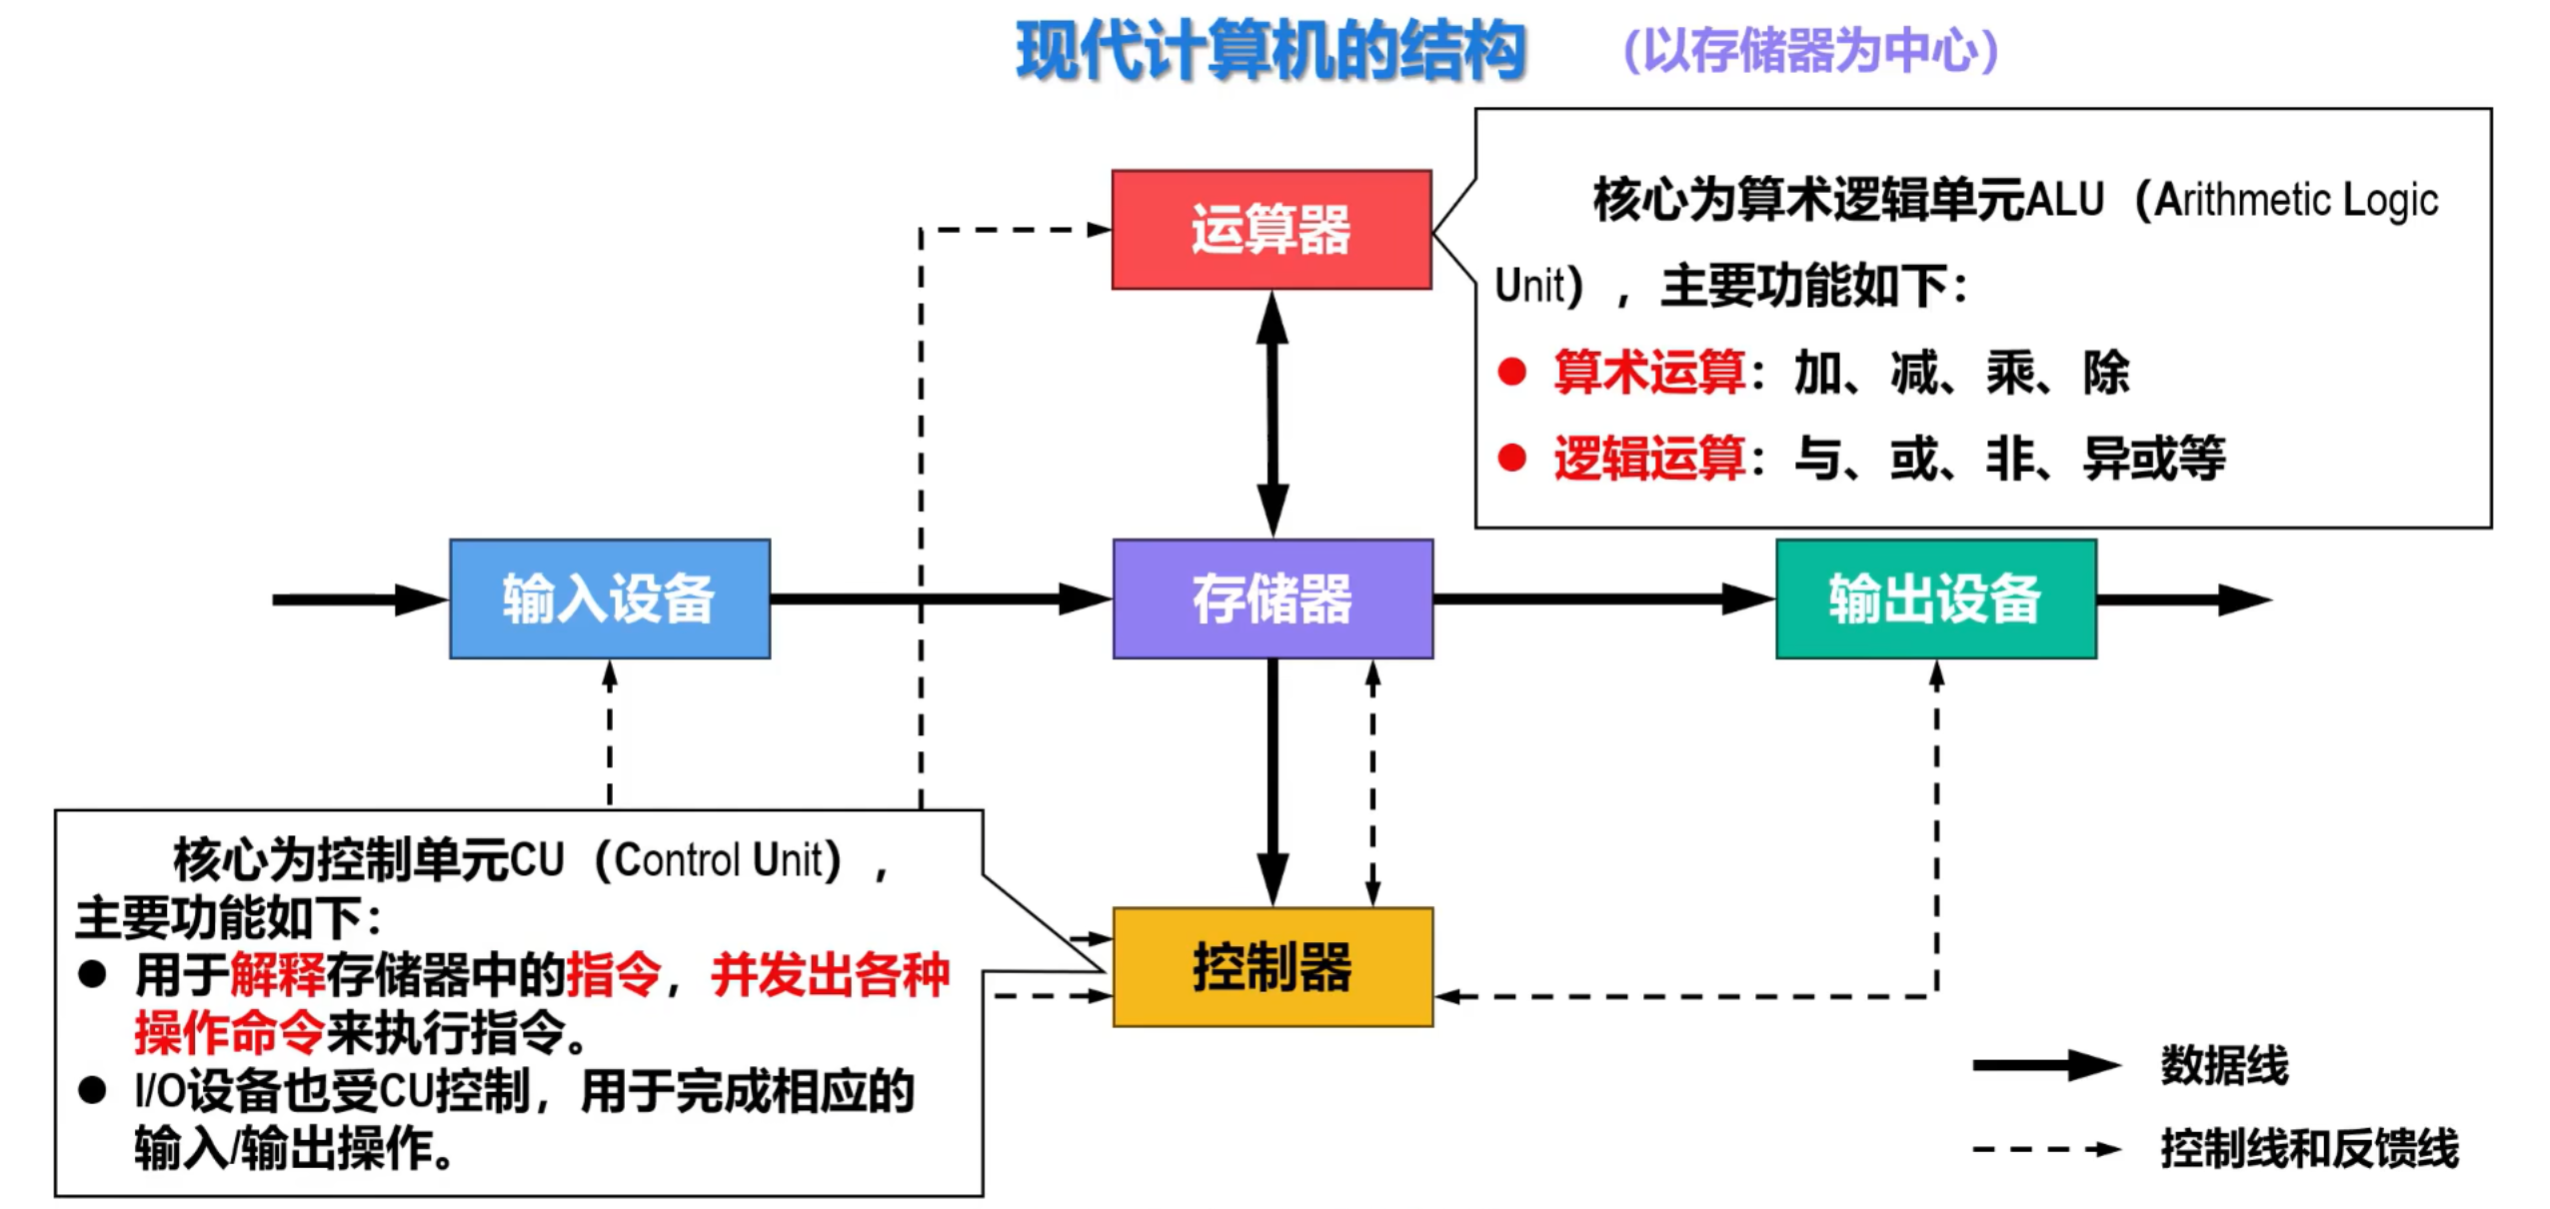 现代计算机的结构 （以存储器为中心）
运算器
核心为算术逻辑单元ALU（Arithmetic Logic
Unit），主要功能如下：
● 算术运算：加、减、乘、除
● 逻辑运算：与、或、非、异或等
输入设备
存储器
输出设备
核心为控制单元CU（Control Unit），
主要功能如下：
● 用于解释存储器中的指令，并发出各种
操作命令来执行指令。
● I/O设备也受CU控制，用于完成相应的
输入/输出操作。
控制器
数据线
控制线和反馈线